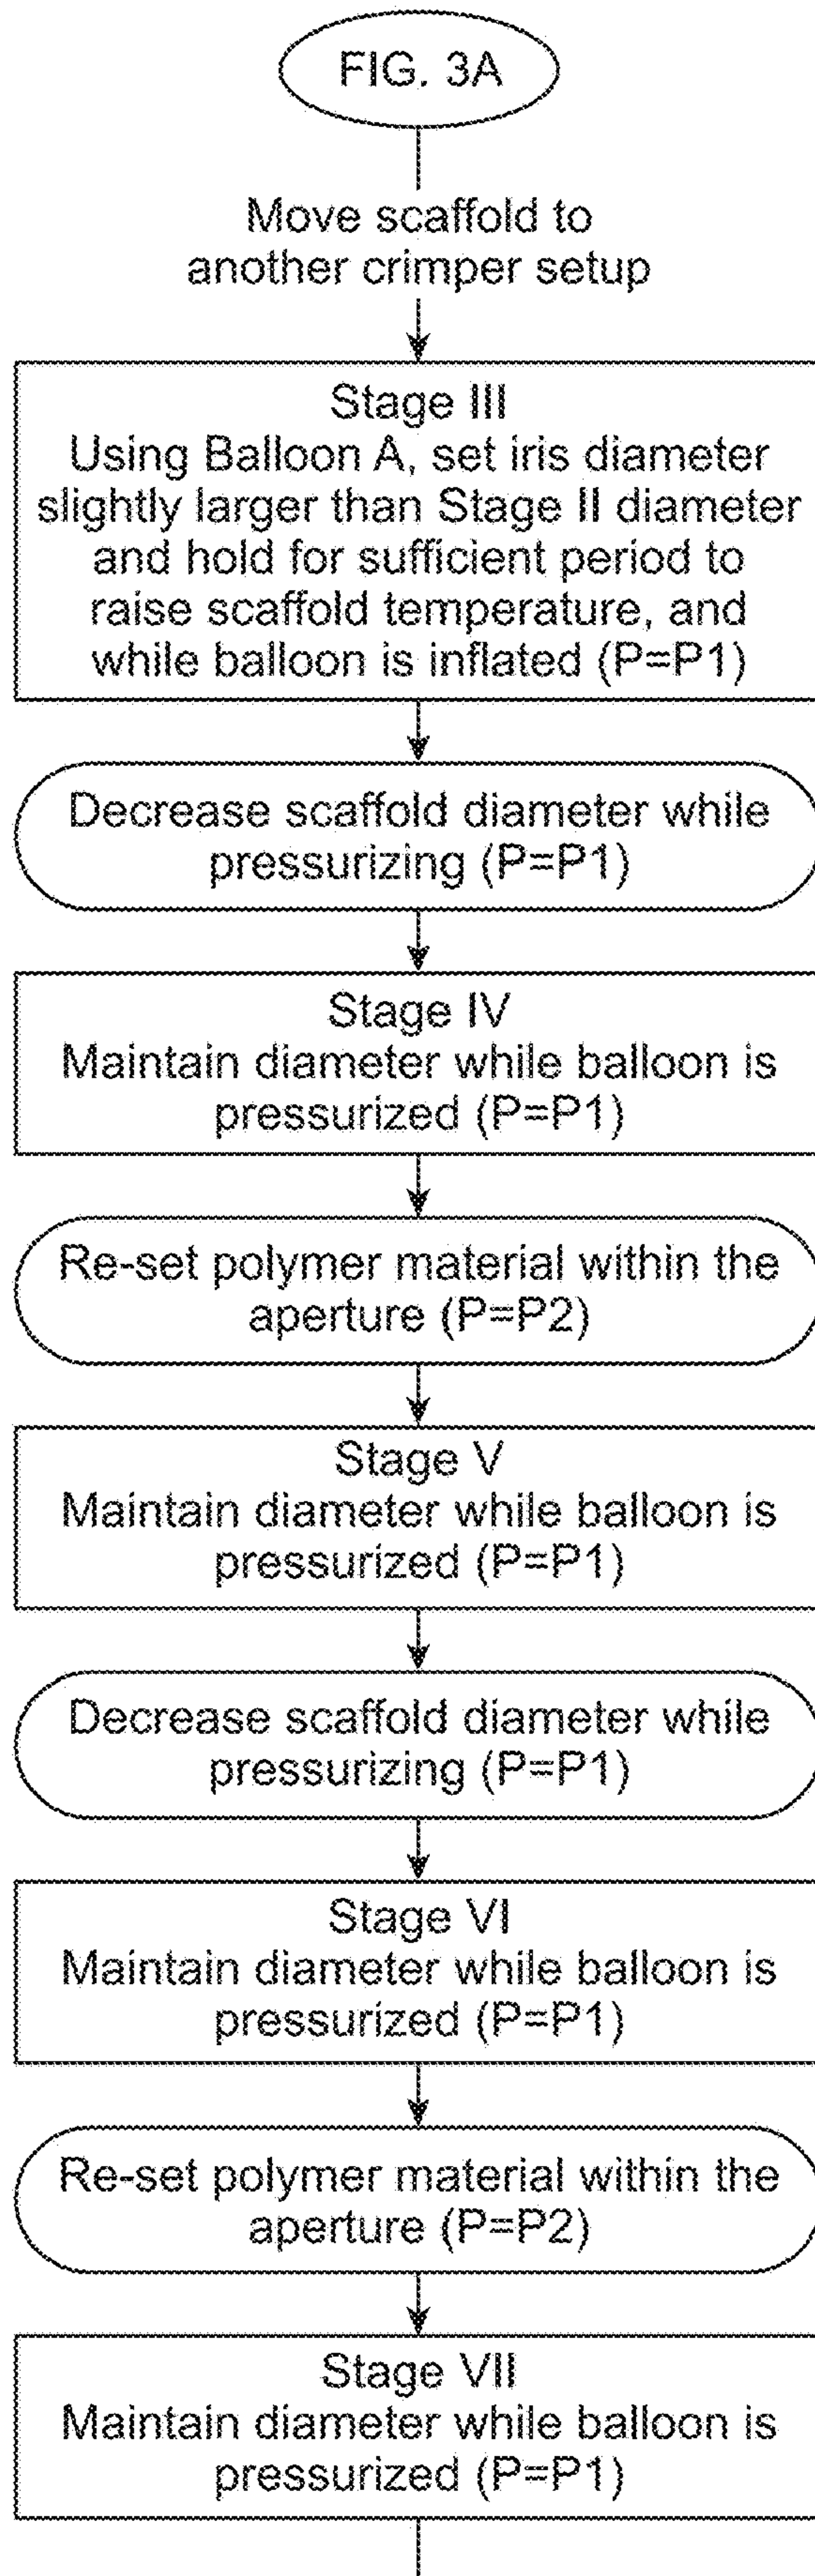 FIG. 3A
Move scaffold to
another crimper setup
Stage III
Using Balloon A, set iris diameter
slightly larger than Stage II diameter
and hold for sufficient period to
raise scaffold temperature, and
while balloon is inflated (P=P1)
Decrease scaffold diameter while
pressurizing (P=P1)
Stage IV
Maintain diameter while balloon is
pressurized (P=P1)
Re-set polymer material within the
aperture (P=P2)
Stage V
Maintain diameter while balloon is
pressurized (P=P1)
Decrease scaffold diameter while
pressurizing (P=P1)
Stage VI
Maintain diameter while balloon is
pressurized (P=P1)
Re-set polymer material within the
aperture (P=P2)
Stage VII
Maintain diameter while balloon is
pressurized (P=P1)